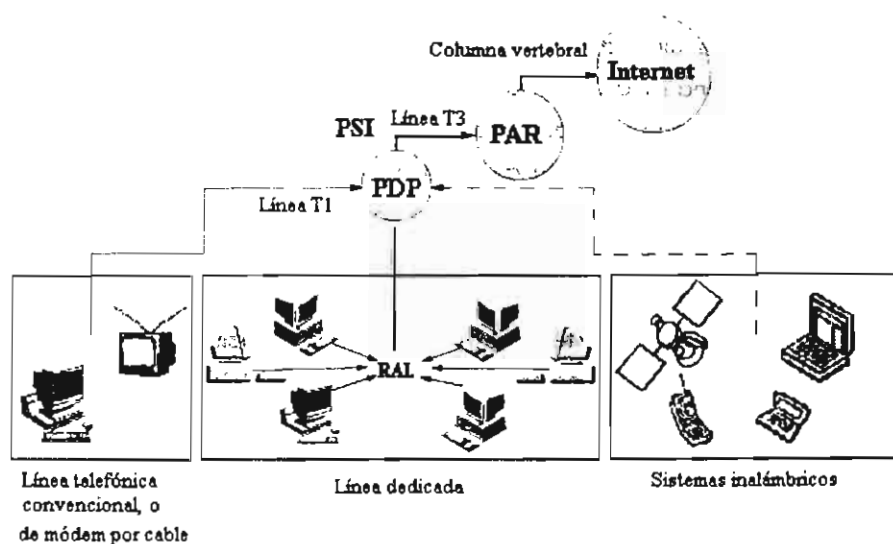 Columna vertebral
Internet
PSI
Línea T3
PAR
PDP
Línea T1
RAL
Línea telefónica
convencional, o
de módem por cable
Línea dedicada
Sistemas inalámbricos